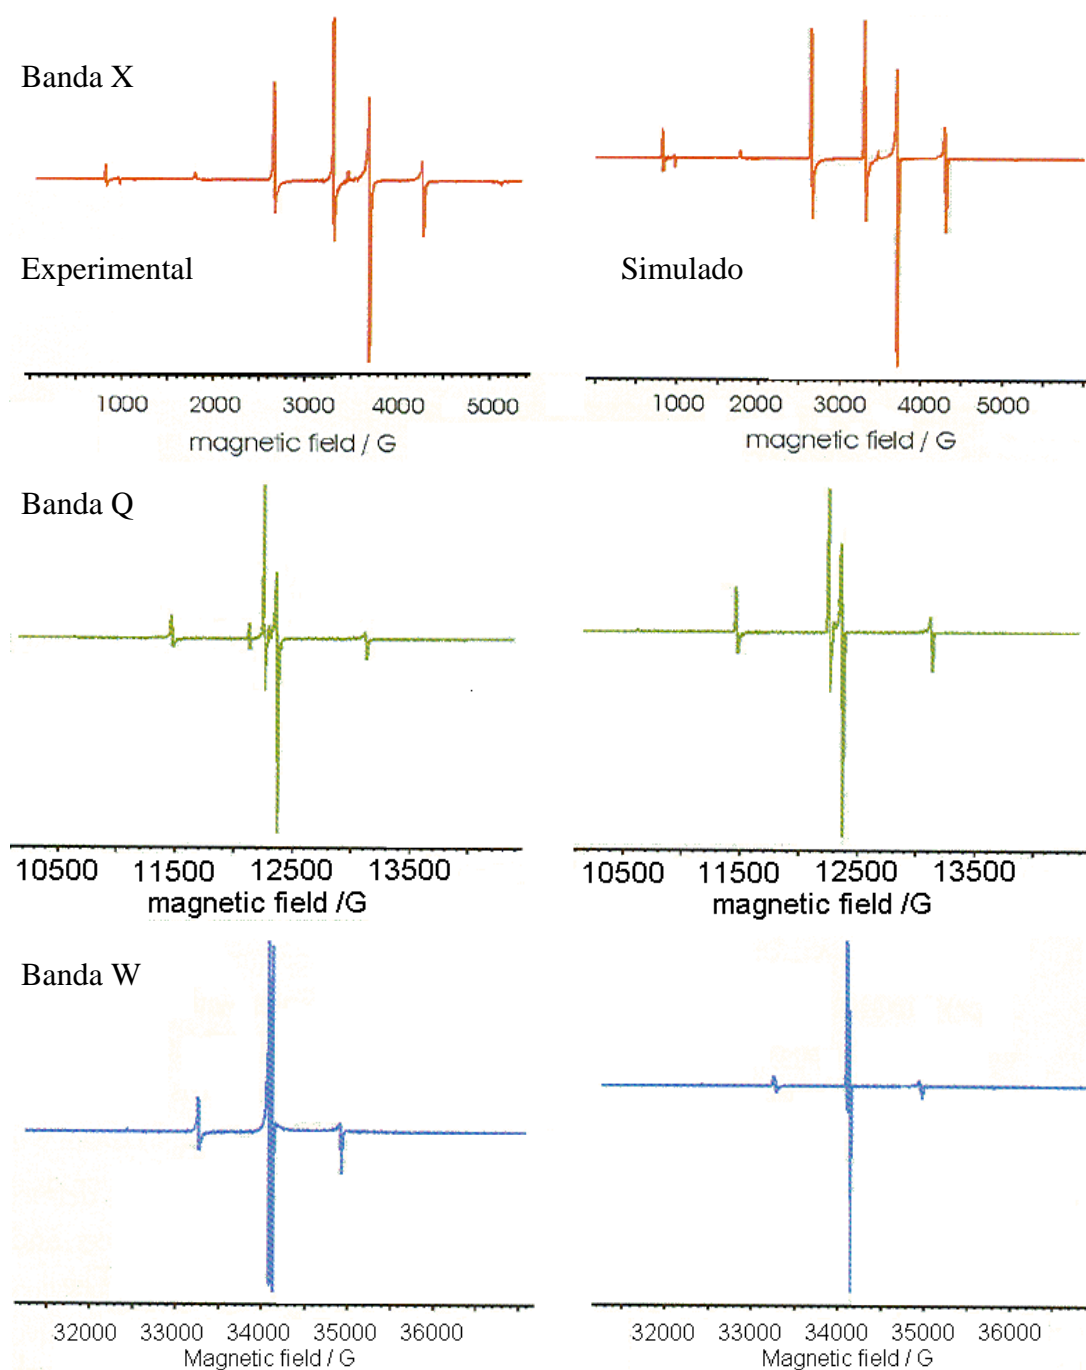 Banda X
Experimental
Simulado
1000 2000 3000 4000 5000
magnetic field / G
1000 2000 3000 4000 5000
magnetic field / G
Banda Q
10500 11500 12500 13500
magnetic field /G
10500 11500 12500 13500
magnetic field /G
Banda W
32000 33000 34000 35000 36000
Magnetic field / G
32000 33000 34000 35000 36000
Magnetic field / G